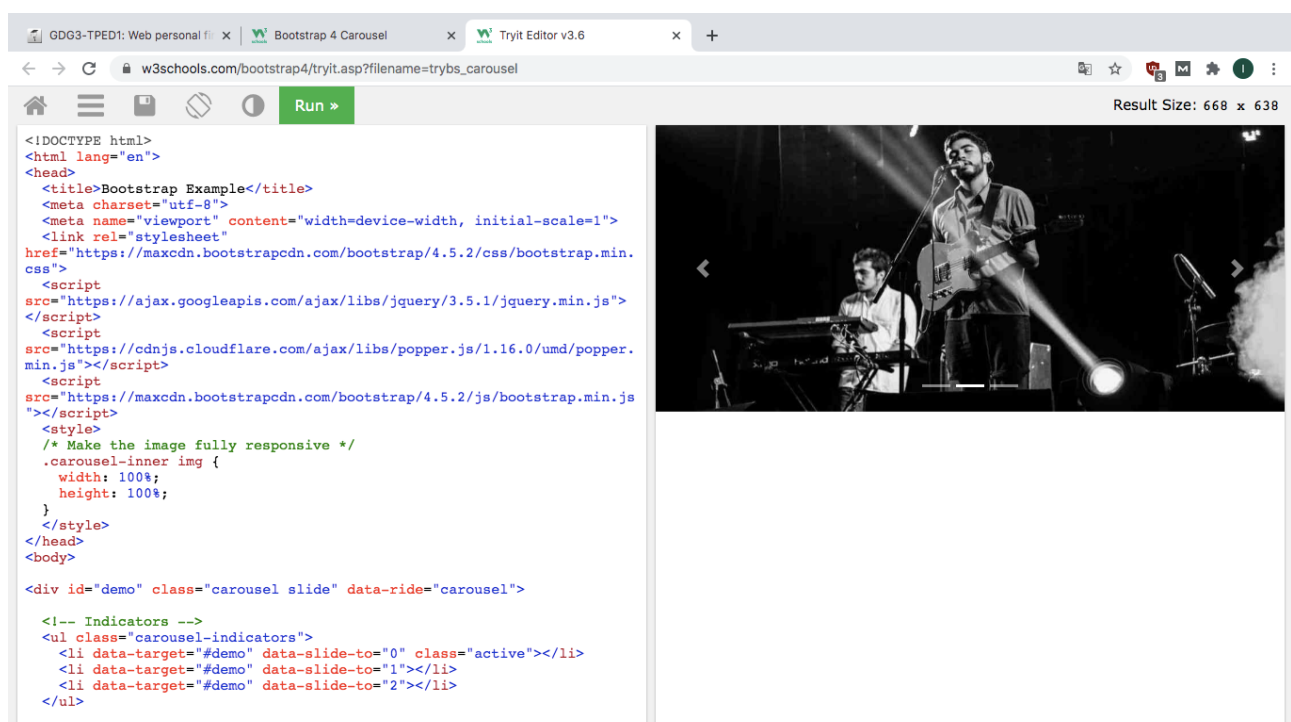 GDG3-TPED1: Web personal fi
Bootstrap 4 Carousel
Tryit Editor v3.6
w3schools.com/bootstrap4/tryit.asp?filename=trybs_carousel
3
M
I
Run »
Result Size: 668 x 638
<!DOCTYPE html>
<html lang="en">
<head>
  <title>Bootstrap Example</title>
  <meta charset="utf-8">
  <meta name="viewport" content="width=device-width, initial-scale=1">
  <link rel="stylesheet"
href="https://maxcdn.bootstrapcdn.com/bootstrap/4.5.2/css/bootstrap.min.
css">
  <script
src="https://ajax.googleapis.com/ajax/libs/jquery/3.5.1/jquery.min.js">
</script>
  <script
src="https://cdnjs.cloudflare.com/ajax/libs/popper.js/1.16.0/umd/popper.
min.js"></script>
  <script
src="https://maxcdn.bootstrapcdn.com/bootstrap/4.5.2/js/bootstrap.min.js
"></script>
  <style>
  /* Make the image fully responsive */
  .carousel-inner img {
    width: 100%;
    height: 100%;
  }
  </style>
</head>
<body>

<div id="demo" class="carousel slide" data-ride="carousel">

  <!-- Indicators -->
  <ul class="carousel-indicators">
    <li data-target="#demo" data-slide-to="0" class="active"></li>
    <li data-target="#demo" data-slide-to="1"></li>
    <li data-target="#demo" data-slide-to="2"></li>
  </ul>